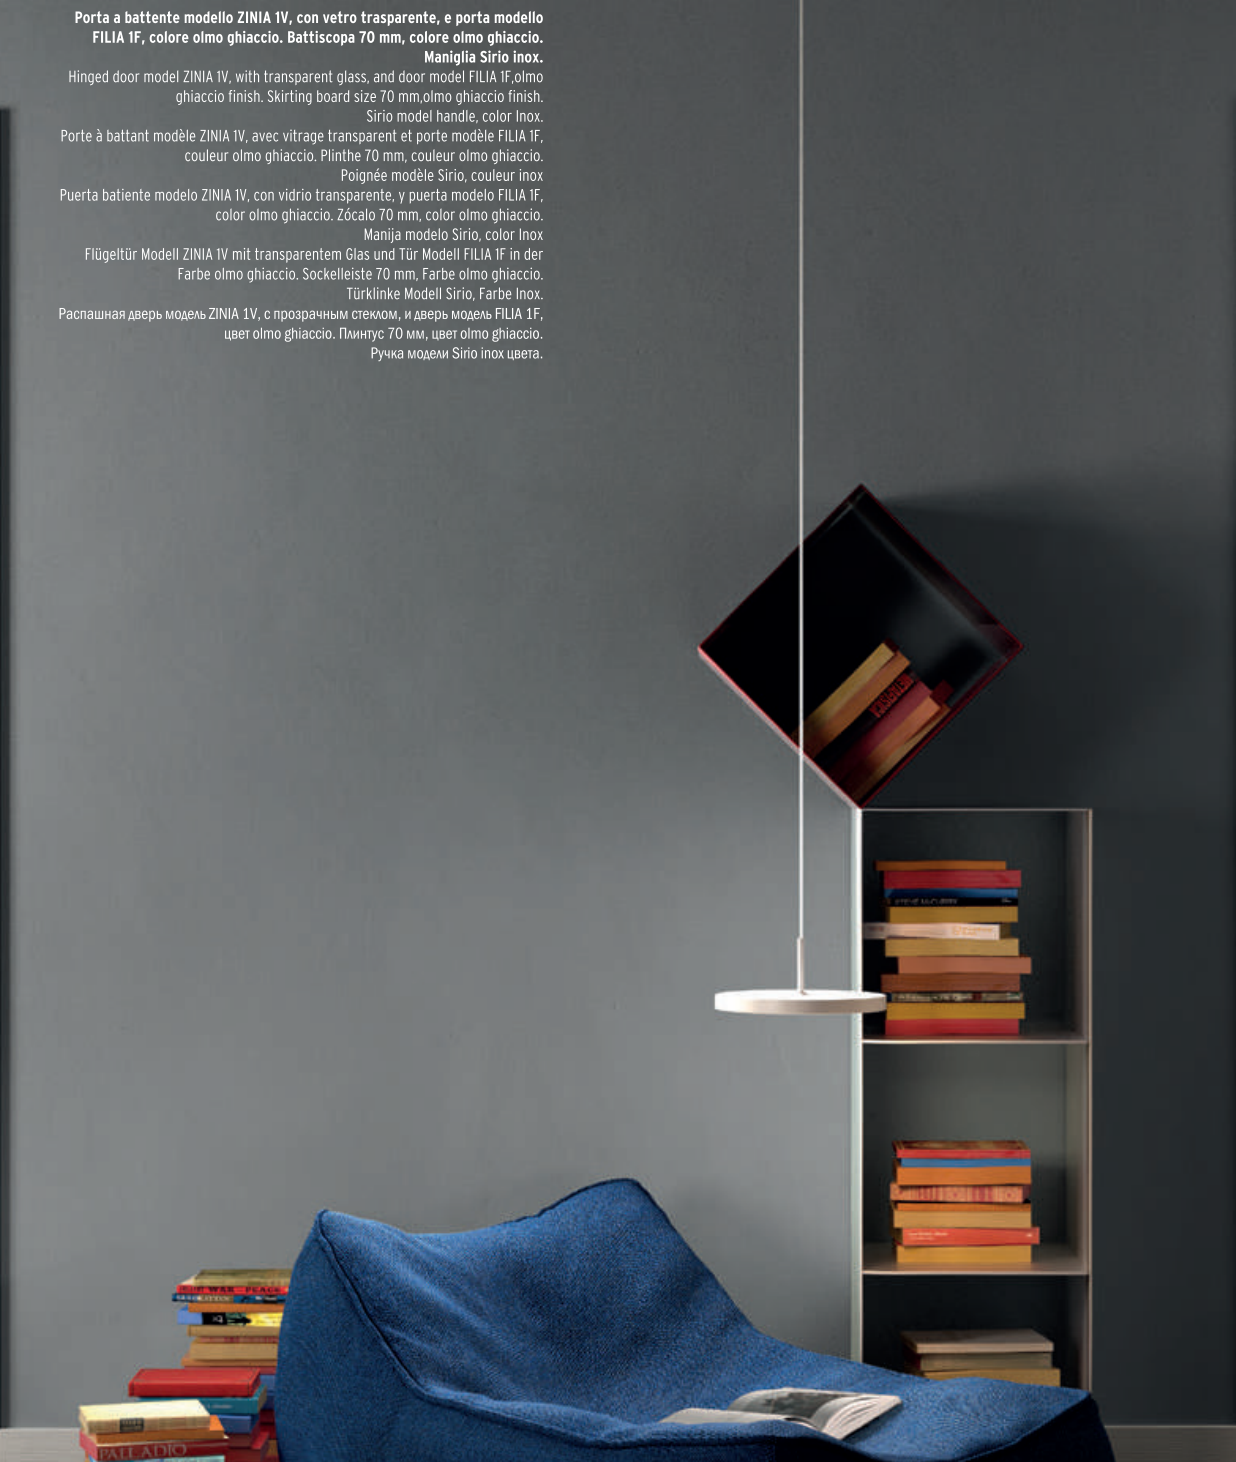 Porta a battente modello ZINIA 1V, con vetro trasparente, e porta modello
FILIA 1F, colore olmo ghiaccio. Battiscopa 70 mm, colore olmo ghiaccio.
Maniglia Sirio inox.
Hinged door model ZINIA 1V, with transparent glass, and door model FILIA 1F,olmo
ghiaccio finish. Skirting board size 70 mm,olmo ghiaccio finish.
Sirio model handle, color Inox.
Porte à battant modèle ZINIA 1V, avec vitrage transparent et porte modèle FILIA 1F,
couleur olmo ghiaccio. Plinthe 70 mm, couleur olmo ghiaccio.
Poignée modèle Sirio, couleur inox
Puerta batiente modelo ZINIA 1V, con vidrio transparente, y puerta modelo FILIA 1F,
color olmo ghiaccio. Zócalo 70 mm, color olmo ghiaccio.
Manija modelo Sirio, color Inox
Flügeltür Modell ZINIA 1V mit transparentem Glas und Tür Modell FILIA 1F in der
Farbe olmo ghiaccio. Sockelleiste 70 mm, Farbe olmo ghiaccio.
Türklinke Modell Sirio, Farbe Inox.
Распашная дверь модель ZINIA 1V, с прозрачным стеклом, и дверь модель FILIA 1F,
цвет olmo ghiaccio. Плинтус 70 мм, цвет olmo ghiaccio.
Ручка модели Sirio inox цвета.
METAFISICA
STEVE McCURRY
WAR PEACE
PALLADIO